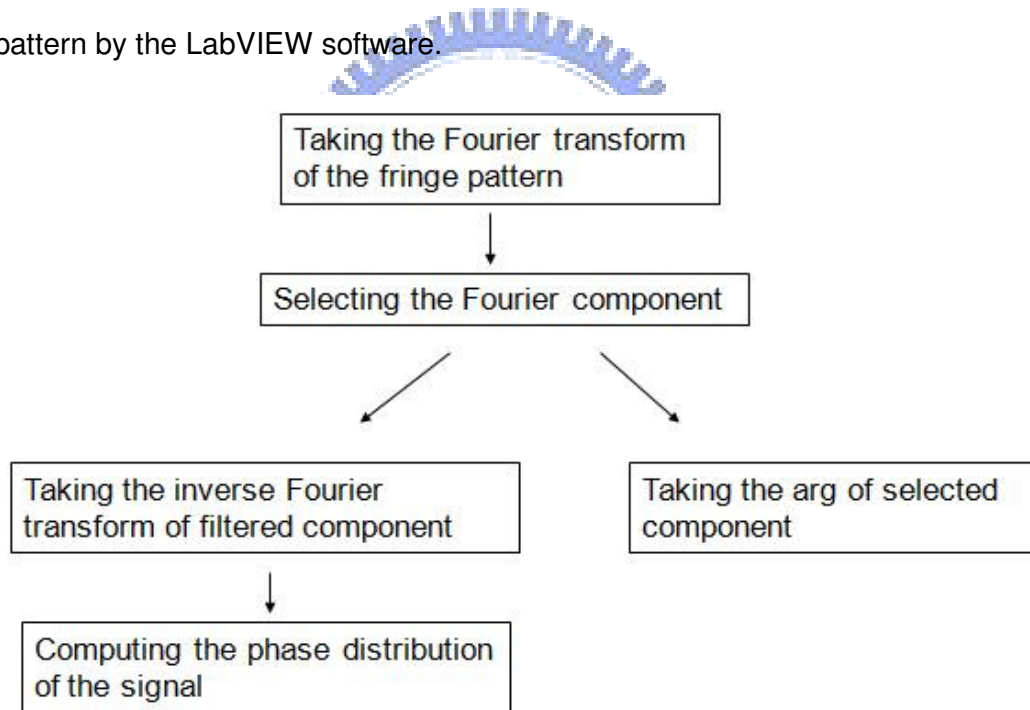 pattern by the LabVIEW software.
Taking the Fourier transform
of the fringe pattern
Selecting the Fourier component
Taking the inverse Fourier
transform of filtered component
Taking the arg of selected
component
Computing the phase distribution
of the signal